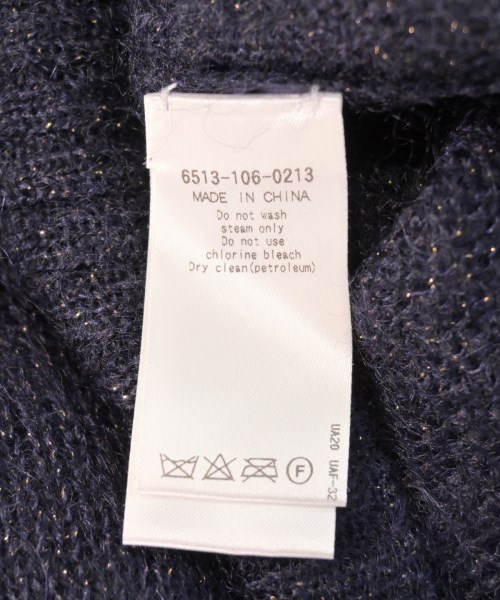 6513-106-0213
MADE IN CHINA
Do not wash
steam only
Do not use
chlorine bleach
Dry clean(petroleum)
F
UA20 UAF-32